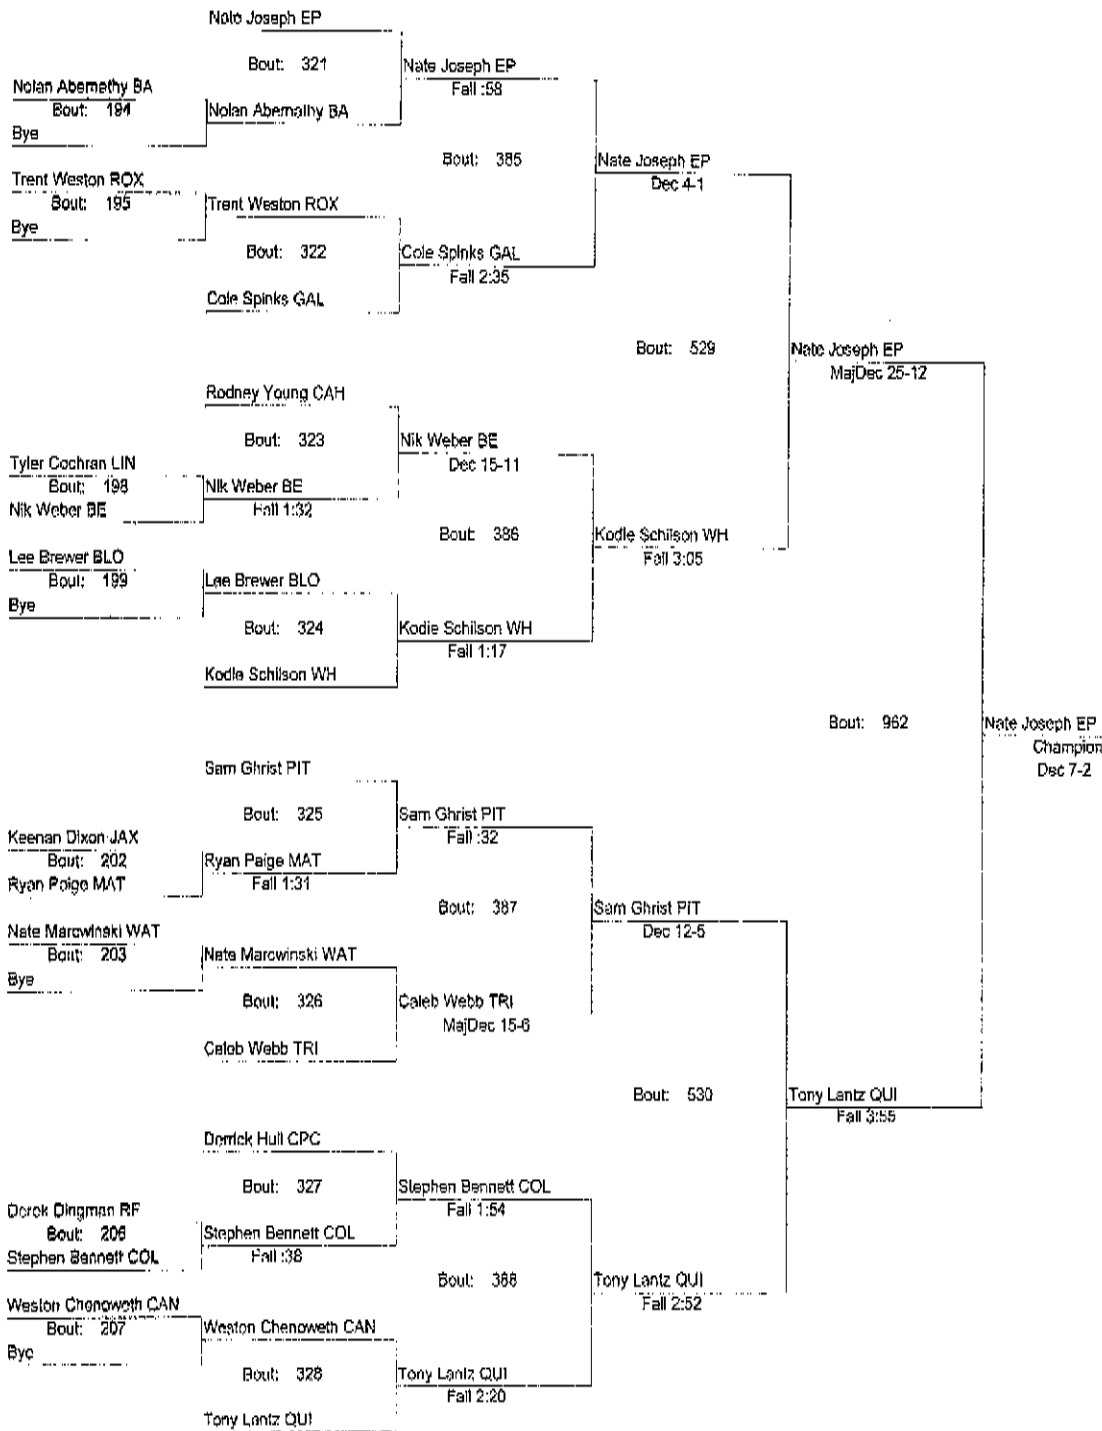 Nate Joseph EP
Bout: 321
Nate Joseph EP
Fall :58
Nolan Abernathy BA
Bout: 194
Bye
Nolan Abernathy BA
Bout: 385
Nate Joseph EP
Dec 4-1
Trent Weston ROX
Bout: 195
Bye
Trent Weston ROX
Bout: 322
Cole Spinks GAL
Fall 2:35
Cole Spinks GAL
Bout: 529
Nate Joseph EP
MajDec 25-12
Rodney Young CAH
Bout: 323
Nik Weber BE
Dec 15-11
Tyler Cochran LIN
Bout: 198
Nik Weber BE
Nik Weber BE
Fall 1:32
Bout: 386
Kodie Schilson WH
Fall 3:05
Lee Brewer BLO
Bout: 199
Bye
Lee Brewer BLO
Bout: 324
Kodie Schilson WH
Fall 1:17
Kodie Schilson WH
Bout: 962
Nate Joseph EP
Champion
Dec 7-2
Sam Ghrist PIT
Bout: 325
Sam Ghrist PIT
Fall :32
Keenan Dixon JAX
Bout: 202
Ryan Paige MAT
Ryan Paige MAT
Fall 1:31
Bout: 387
Sam Ghrist PIT
Dec 12-5
Nate Marcwinski WAT
Bout: 203
Bye
Nate Marcwinski WAT
Bout: 326
Caleb Webb TRI
MajDec 15-6
Caleb Webb TRI
Bout: 530
Tony Lantz QUI
Fall 3:55
Derrick Hull CPC
Bout: 327
Stephen Bennett COL
Fall 1:54
Derek Dingman RF
Bout: 206
Stephen Bennett COL
Stephen Bennett COL
Fall :38
Bout: 388
Tony Lantz QUI
Fall 2:52
Weston Chenoweth CAN
Bout: 207
Bye
Weston Chenoweth CAN
Bout: 328
Tony Lantz QUI
Fall 2:20
Tony Lantz QUI